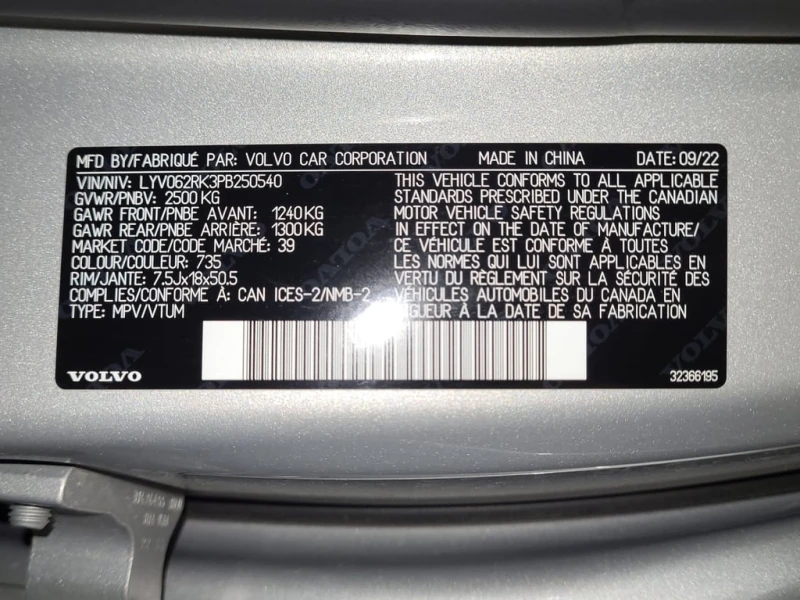 MFD BY/FABRIQUÉ PAR: VOLVO CAR CORPORATION MADE IN CHINA DATE: 09/22
VIN/NIV: LYV062RK3PB250540
GVWR/PNBV: 2500 KG
GAWR FRONT/PNBE AVANT: 1240 KG
GAWR REAR/PNBE ARRIÈRE: 1300 KG
MARKET CODE/CODE MARCHÉ: 39
COLOUR/COULEUR: 735
RIM/JANTE: 7.5Jx18x50.5
COMPLIES/CONFORME À: CAN ICES-2/NMB-2
TYPE: MPV/VTUM
THIS VEHICLE CONFORMS TO ALL APPLICABLE
STANDARDS PRESCRIBED UNDER THE CANADIAN
MOTOR VEHICLE SAFETY REGULATIONS
IN EFFECT ON THE DATE OF MANUFACTURE/
CE VÉHICULE EST CONFORME À TOUTES
LES NORMES QUI LUI SONT APPLICABLES EN
VERTU DU RÈGLEMENT SUR LA SÉCURITÉ DES
VÉHICULES AUTOMOBILES DU CANADA EN
VIGUEUR À LA DATE DE SA FABRICATION
VOLVO
32366195